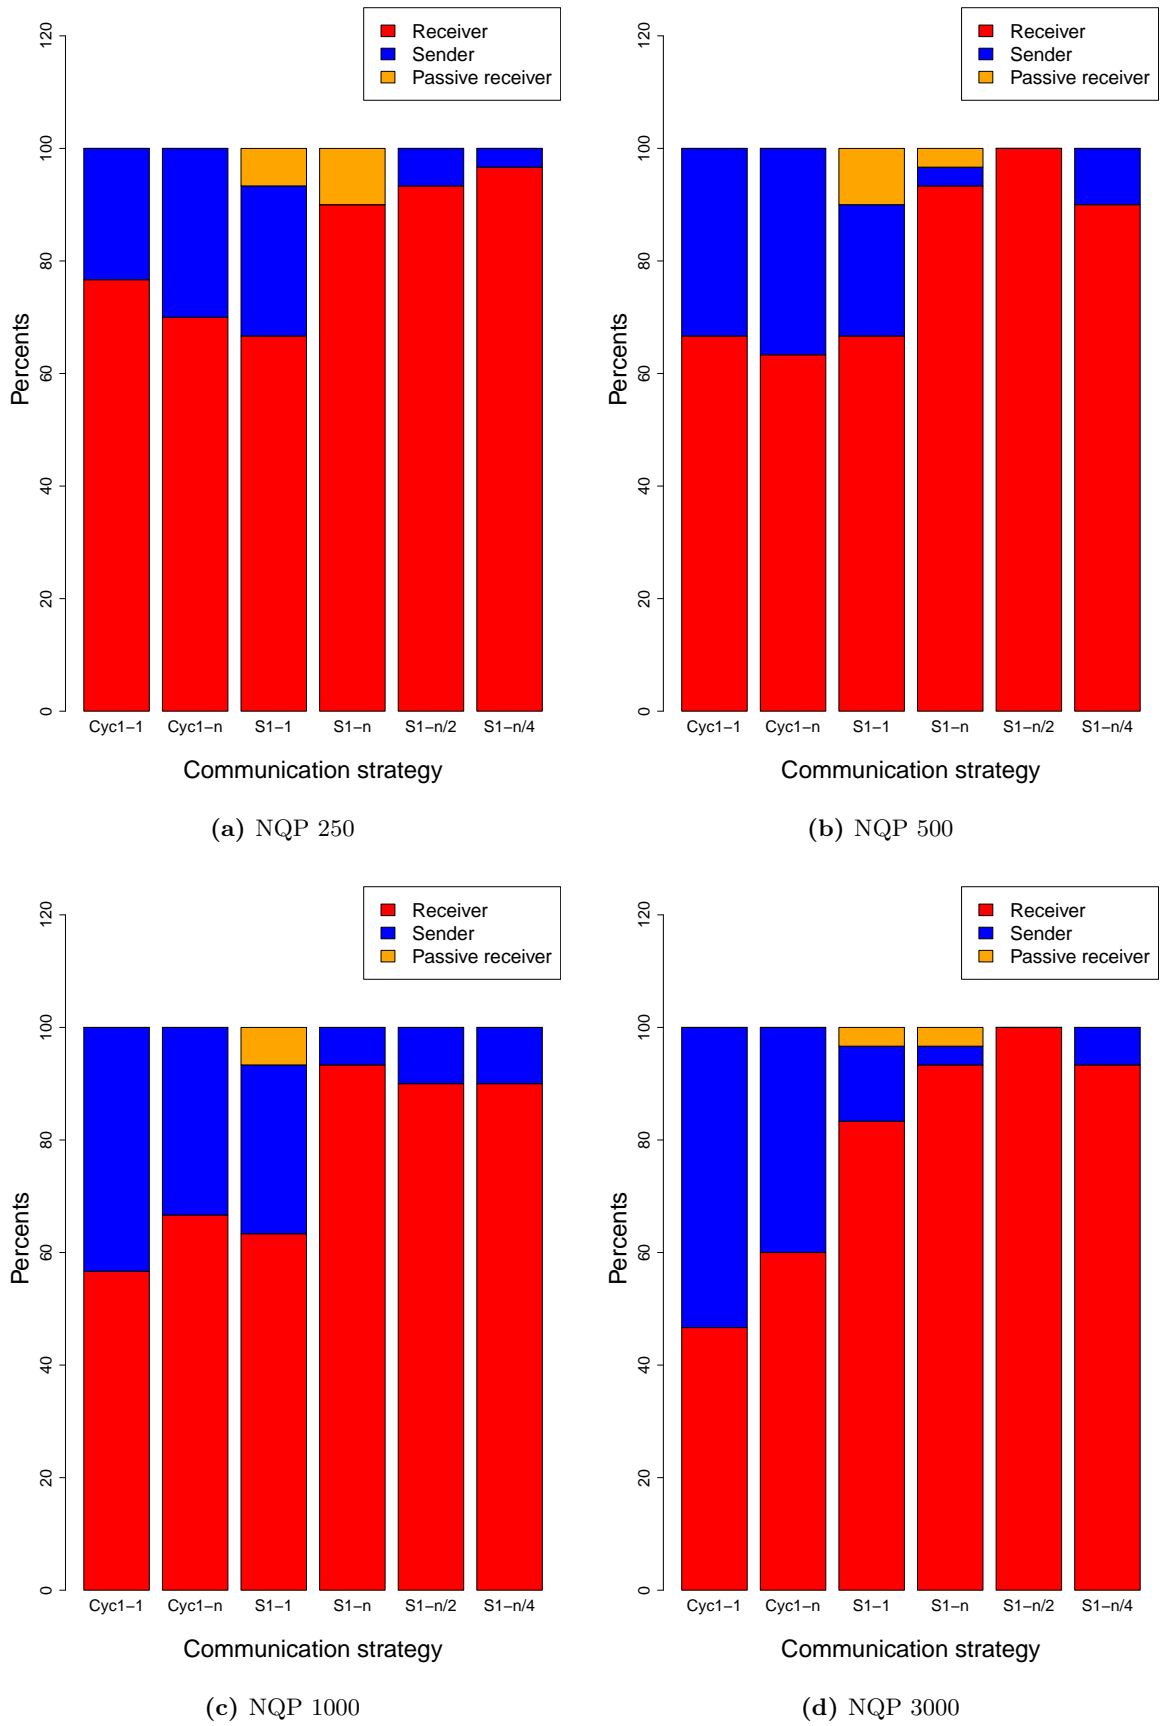 Receiver
Sender
Passive receiver
120
100
80
60
40
20
0
Percents
Cyc1−1 Cyc1−n S1−1 S1−n S1−n/2 S1−n/4
Communication strategy
(a) NQP 250
Receiver
Sender
Passive receiver
120
100
80
60
40
20
0
Percents
Cyc1−1 Cyc1−n S1−1 S1−n S1−n/2 S1−n/4
Communication strategy
(b) NQP 500
Receiver
Sender
Passive receiver
120
100
80
60
40
20
0
Percents
Cyc1−1 Cyc1−n S1−1 S1−n S1−n/2 S1−n/4
Communication strategy
(c) NQP 1000
Receiver
Sender
Passive receiver
120
100
80
60
40
20
0
Percents
Cyc1−1 Cyc1−n S1−1 S1−n S1−n/2 S1−n/4
Communication strategy
(d) NQP 3000